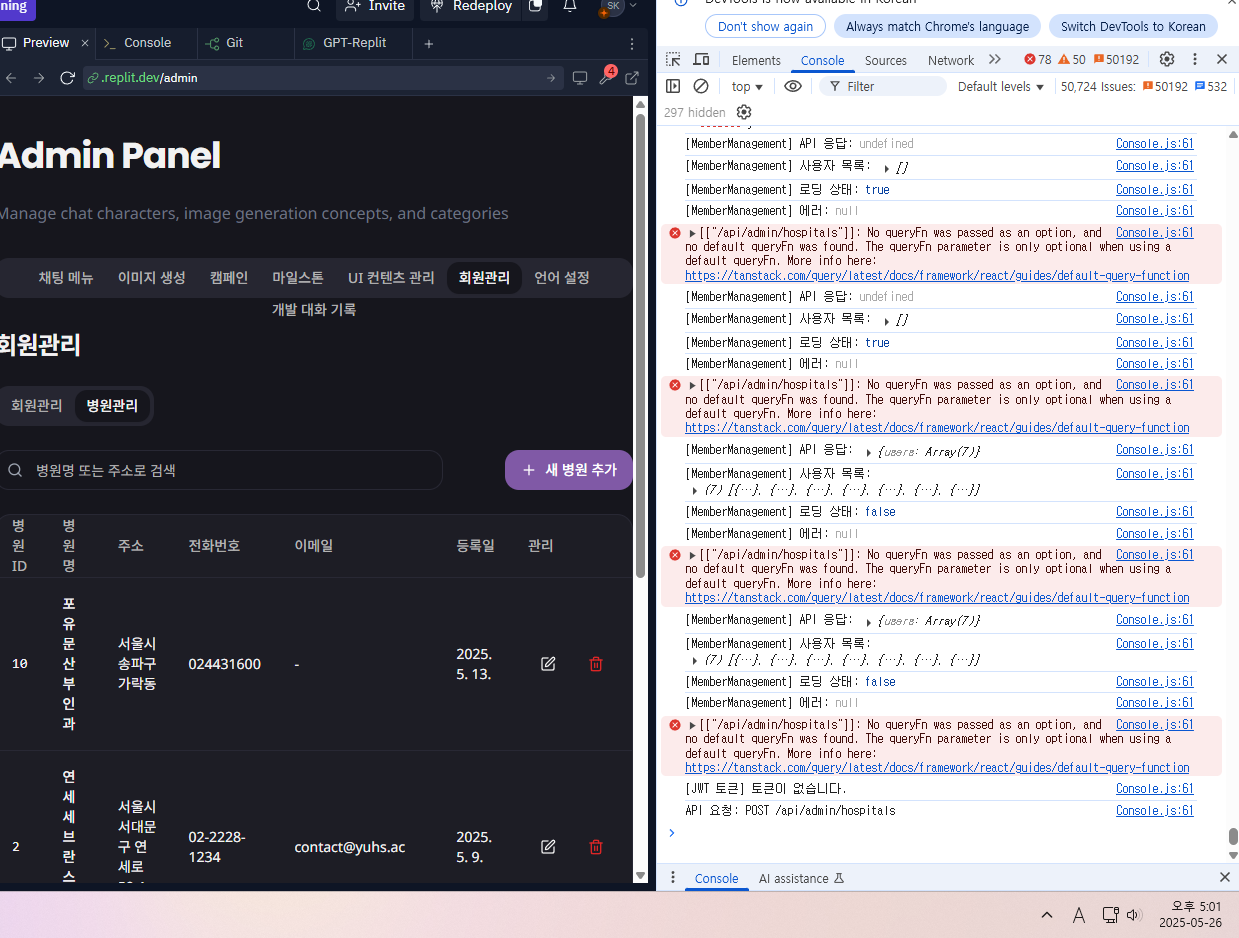 ning
Invite
Redeploy
SK
Preview
Console
Git
GPT-Replit
.replit.dev/admin
4
Admin Panel
Manage chat characters, image generation concepts, and categories
채팅 메뉴
이미지 생성
캠페인
마일스톤
UI 컨텐츠 관리
회원관리
언어 설정
개발 대화 기록
회원관리
회원관리
병원관리
병원명 또는 주소로 검색
+ 새 병원 추가
병
원
ID
병
원
명
주소
전화번호
이메일
등록일
관리
10
포
유
문
산
부
인
과
서울시
송파구
가락동
024431600
-
2025.
5. 13.
2
연
세
세
브
란
스
서울시
서대문
구 연
세로
02-2228-
1234
contact@yuhs.ac
2025.
5. 9.
DevTools is now available in Korean
Don't show again
Always match Chrome's language
Switch DevTools to Korean
Elements
Console
Sources
Network
78
50
50192
top
Filter
Default levels
50,724 Issues:
50192
532
297 hidden
[MemberManagement] API 응답: undefined Console.js:61
[MemberManagement] 사용자 목록: ▶ [] Console.js:61
[MemberManagement] 로딩 상태: true Console.js:61
[MemberManagement] 에러: null Console.js:61
▶[["/api/admin/hospitals"]]: No queryFn was passed as an option, and Console.js:61
no default queryFn was found. The queryFn parameter is only optional when using a
default queryFn. More info here:
https://tanstack.com/query/latest/docs/framework/react/guides/default-query-function
[MemberManagement] API 응답: undefined Console.js:61
[MemberManagement] 사용자 목록: ▶ [] Console.js:61
[MemberManagement] 로딩 상태: true Console.js:61
[MemberManagement] 에러: null Console.js:61
▶[["/api/admin/hospitals"]]: No queryFn was passed as an option, and Console.js:61
no default queryFn was found. The queryFn parameter is only optional when using a
default queryFn. More info here:
https://tanstack.com/query/latest/docs/framework/react/guides/default-query-function
[MemberManagement] API 응답: ▶ {users: Array(7)} Console.js:61
[MemberManagement] 사용자 목록: Console.js:61
▶ (7) [{…}, {…}, {…}, {…}, {…}, {…}, {…}]
[MemberManagement] 로딩 상태: false Console.js:61
[MemberManagement] 에러: null Console.js:61
▶[["/api/admin/hospitals"]]: No queryFn was passed as an option, and Console.js:61
no default queryFn was found. The queryFn parameter is only optional when using a
default queryFn. More info here:
https://tanstack.com/query/latest/docs/framework/react/guides/default-query-function
[MemberManagement] API 응답: ▶ {users: Array(7)} Console.js:61
[MemberManagement] 사용자 목록: Console.js:61
▶ (7) [{…}, {…}, {…}, {…}, {…}, {…}, {…}]
[MemberManagement] 로딩 상태: false Console.js:61
[MemberManagement] 에러: null Console.js:61
▶[["/api/admin/hospitals"]]: No queryFn was passed as an option, and Console.js:61
no default queryFn was found. The queryFn parameter is only optional when using a
default queryFn. More info here:
https://tanstack.com/query/latest/docs/framework/react/guides/default-query-function
[JWT 토큰] 토큰이 없습니다. Console.js:61
API 요청: POST /api/admin/hospitals Console.js:61
Console
AI assistance
A
오후 5:01
2025-05-26